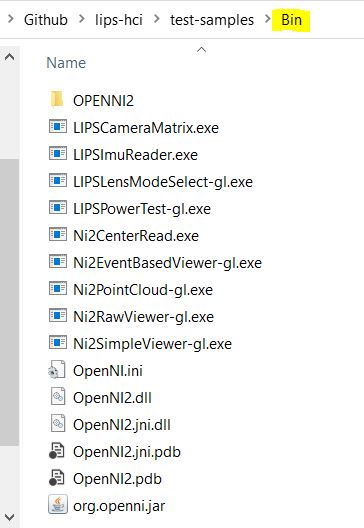 Github > lips-hci > test-samples > Bin
Name
OPENNI2
LIPSCameraMatrix.exe
LIPSImuReader.exe
LIPSLensModeSelect-gl.exe
LIPSPowerTest-gl.exe
Ni2CenterRead.exe
Ni2EventBasedViewer-gl.exe
Ni2PointCloud-gl.exe
Ni2RawViewer-gl.exe
Ni2SimpleViewer-gl.exe
OpenNI.ini
OpenNI2.dll
OpenNI2.jni.dll
OpenNI2.jni.pdb
OpenNI2.pdb
org.openni.jar